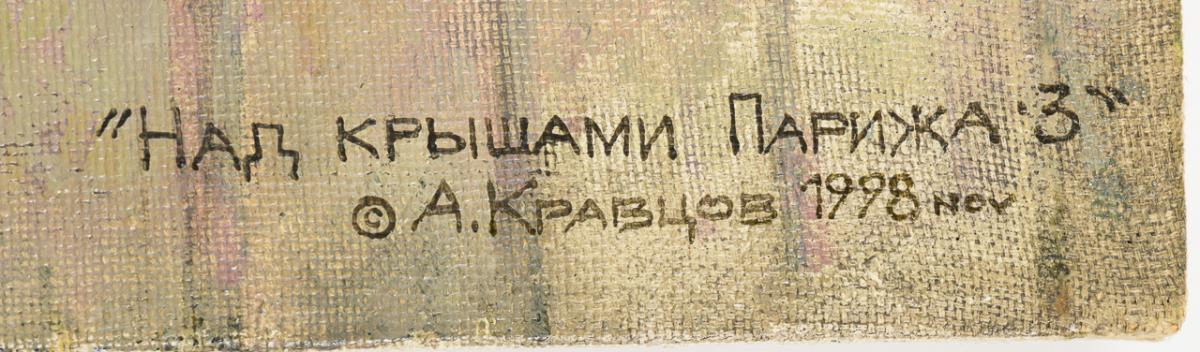 "Над крышами Парижа '3"
© А. Кравцов 1998 nov